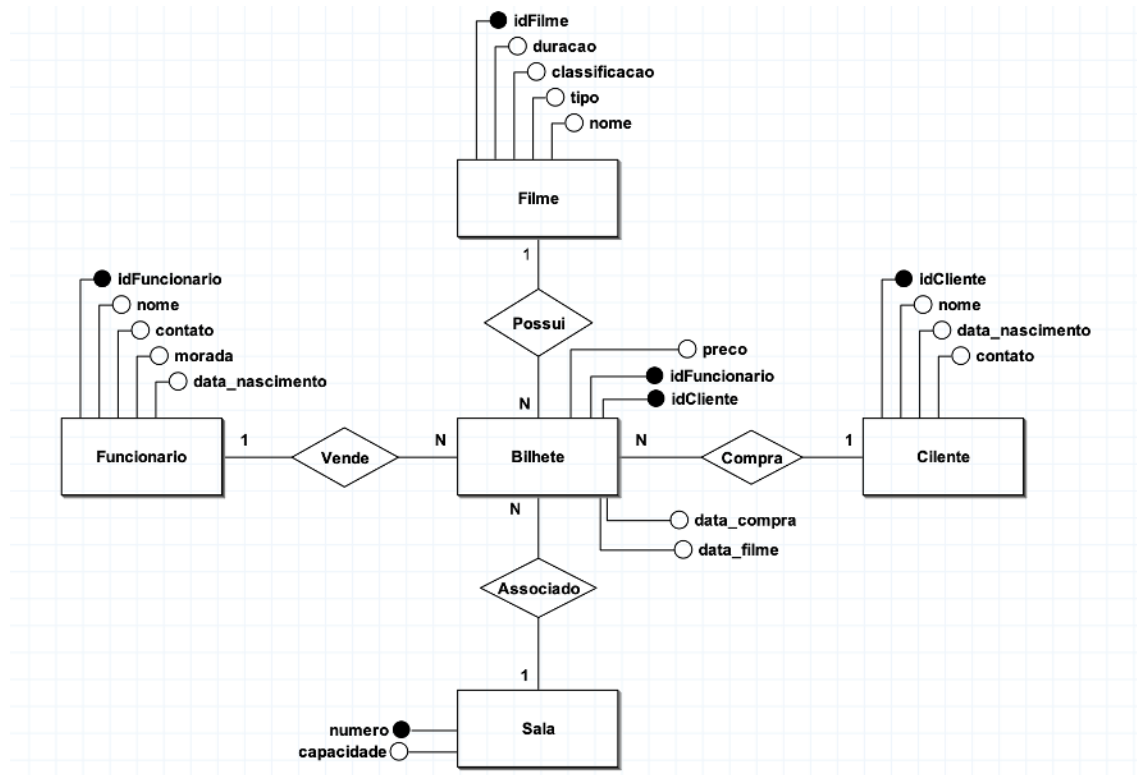 idFilme
duracao
classificacao
tipo
nome
Filme
1
idFuncionario
nome
contato
morada
data_nascimento
idCliente
nome
data_nascimento
contato
Possui
preco
idFuncionario
idCliente
N
Funcionario
1
Vende
N
Bilhete
N
Compra
1
Cilente
N
data_compra
data_filme
Associado
1
Sala
numero
capacidade